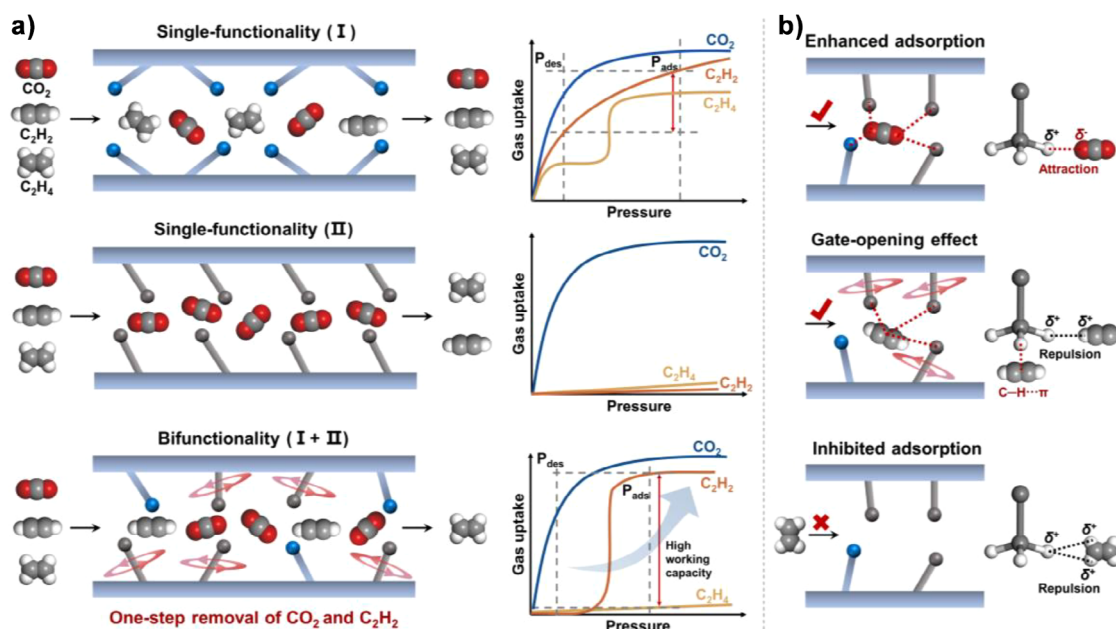 a)
Single-functionality (I)
CO2
C2H2
C2H4
Gas uptake
Pdes
Pads
CO2
C2H2
C2H4
Pressure
Single-functionality (II)
Gas uptake
CO2
C2H4
C2H2
Pressure
Bifunctionality (I + II)
One-step removal of CO2 and C2H2
Gas uptake
Pdes
Pads
CO2
C2H2
High
working
capacity
C2H4
Pressure
b)
Enhanced adsorption
δ+ δ-
Attraction
Gate-opening effect
δ+ δ+
Repulsion
C—H···π
Inhibited adsorption
δ+
δ+
δ+
Repulsion